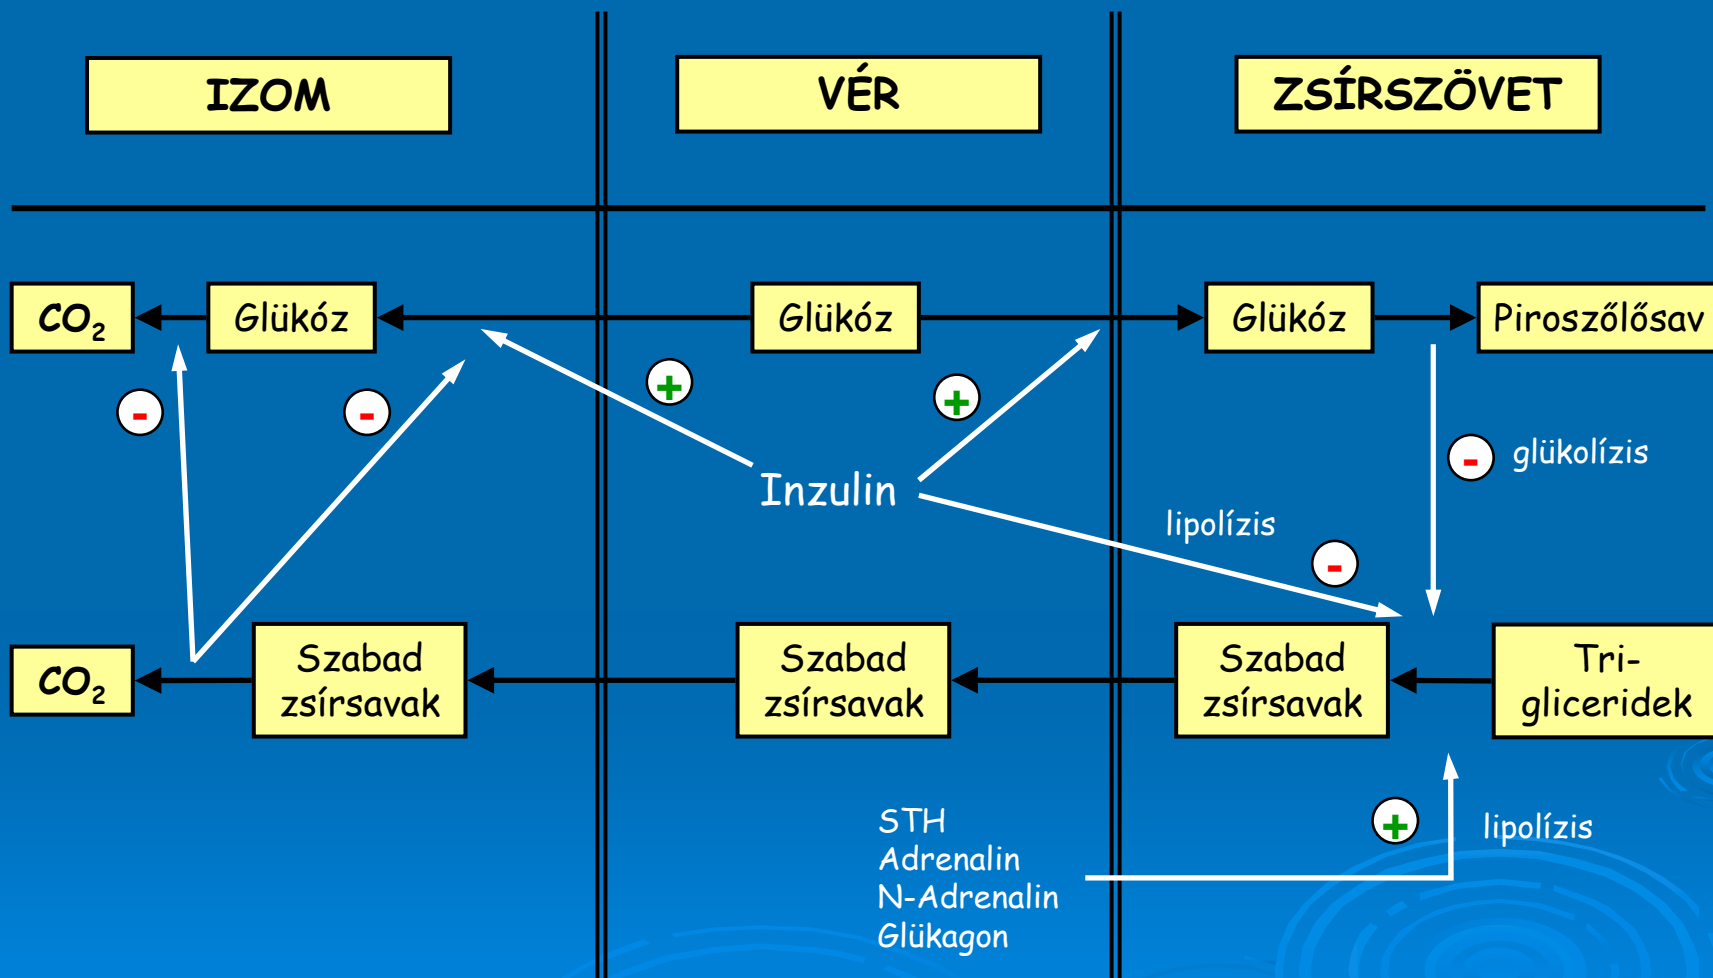 IZOM
VÉR
ZSÍRSZÖVET
CO₂
Glükóz
Glükóz
Glükóz
Piroszőlősav
-
-
+
+
-
glükolízis
Inzulin
lipolízis
-
CO₂
Szabad
zsírsavak
Szabad
zsírsavak
Szabad
zsírsavak
Tri-
gliceridek
STH
Adrenalin
N-Adrenalin
Glükagon
+
lipolízis